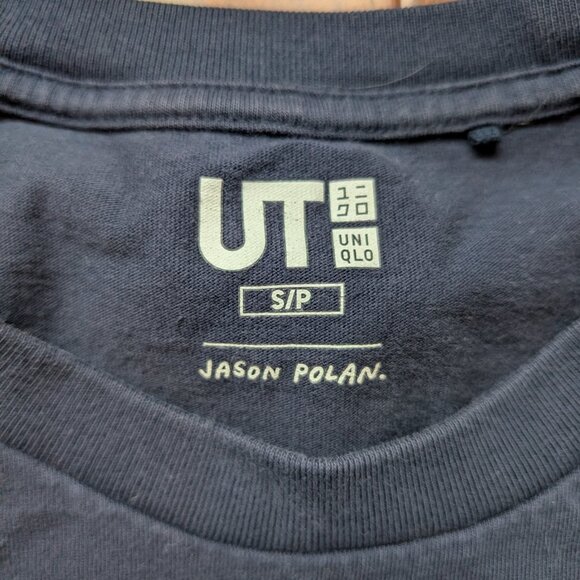 UT
ユニ
クロ
UNI
QLO
S/P
JASON POLAN.